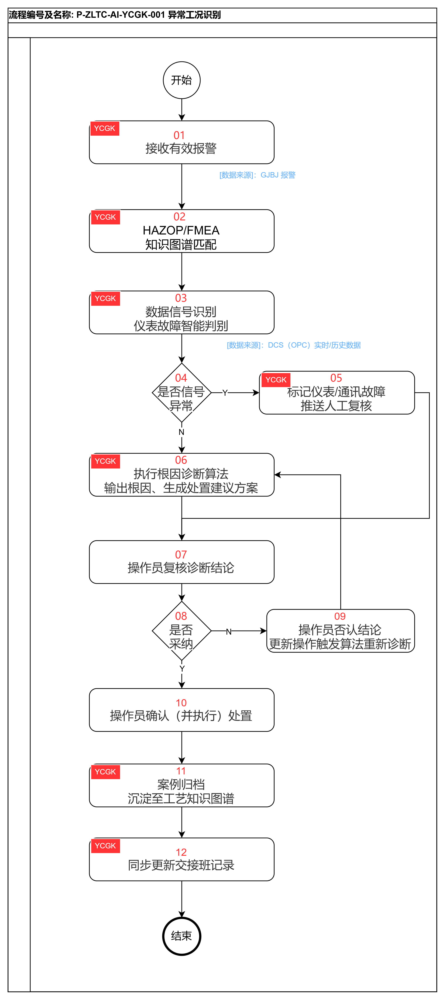 流程编号及名称: P-ZLTC-AI-YCGK-001 异常工况识别
开始
YCGK
01
接收有效报警
[数据来源]：GJBJ 报警
YCGK
02
HAZOP/FMEA
知识图谱匹配
YCGK
03
数据信号识别
仪表故障智能判别
[数据来源]：DCS（OPC）实时/历史数据
04
是否信号
异常
Y
YCGK
05
标记仪表/通讯故障
推送人工复核
N
YCGK
06
执行根因诊断算法
输出根因、生成处置建议方案
07
操作员复核诊断结论
08
是否
采纳
N
09
操作员否认结论
更新操作触发算法重新诊断
Y
10
操作员确认（并执行）处置
YCGK
11
案例归档
沉淀至工艺知识图谱
YCGK
12
同步更新交接班记录
结束